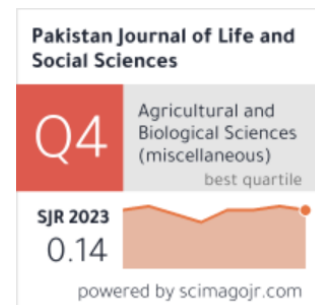 Pakistan Journal of Life and
Social Sciences
Q4
Agricultural and
Biological Sciences
(miscellaneous)
best quartile
SJR 2023
0.14
powered by scimagojr.com